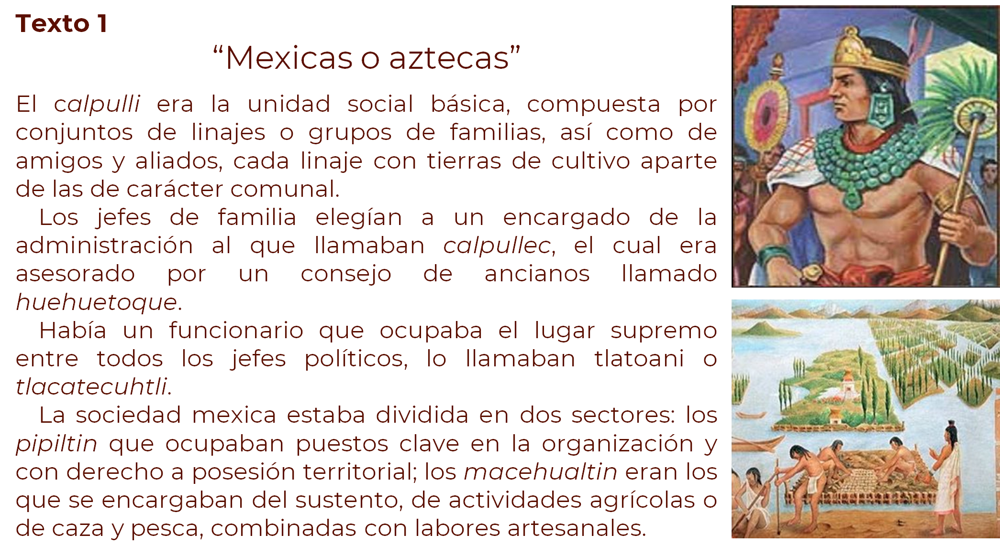 Texto 1
“Mexicas o aztecas”
El calpulli era la unidad social básica, compuesta por
conjuntos de linajes o grupos de familias, así como de
amigos y aliados, cada linaje con tierras de cultivo aparte
de las de carácter comunal.
Los jefes de familia elegían a un encargado de la
administración al que llamaban calpullec, el cual era
asesorado por un consejo de ancianos llamado
huehuetoque.
Había un funcionario que ocupaba el lugar supremo
entre todos los jefes políticos, lo llamaban tlatoani o
tlacatecuhtli.
La sociedad mexica estaba dividida en dos sectores: los
pipiltin que ocupaban puestos clave en la organización y
con derecho a posesión territorial; los macehualtin eran los
que se encargaban del sustento, de actividades agrícolas o
de caza y pesca, combinadas con labores artesanales.